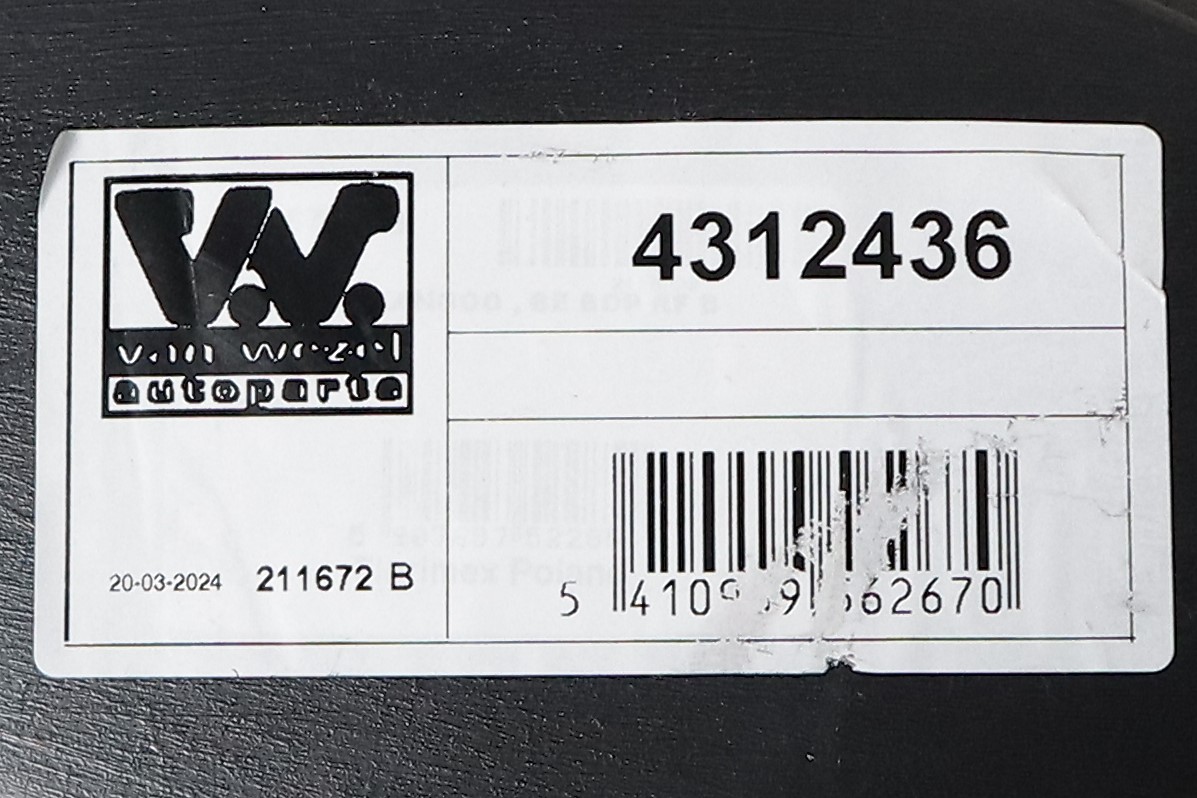 4312436
van wezel
autoparts
20-03-2024 211672 B